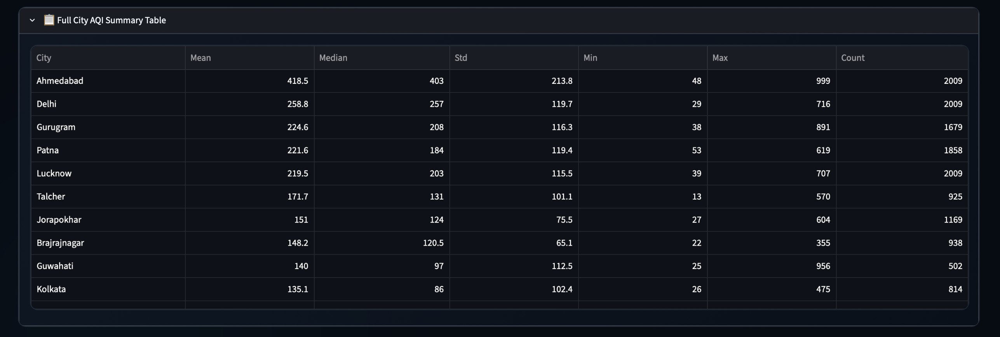 Full City AQI Summary Table
City Mean Median Std Min Max Count
Ahmedabad 418.5 403 213.8 48 999 2009
Delhi 258.8 257 119.7 29 716 2009
Gurugram 224.6 208 116.3 38 891 1679
Patna 221.6 184 119.4 53 619 1858
Lucknow 219.5 203 115.5 39 707 2009
Talcher 171.7 131 101.1 13 570 925
Jorapokhar 151 124 75.5 27 604 1169
Brajrajnagar 148.2 120.5 65.1 22 355 938
Guwahati 140 97 112.5 25 956 502
Kolkata 135.1 86 102.4 26 475 814